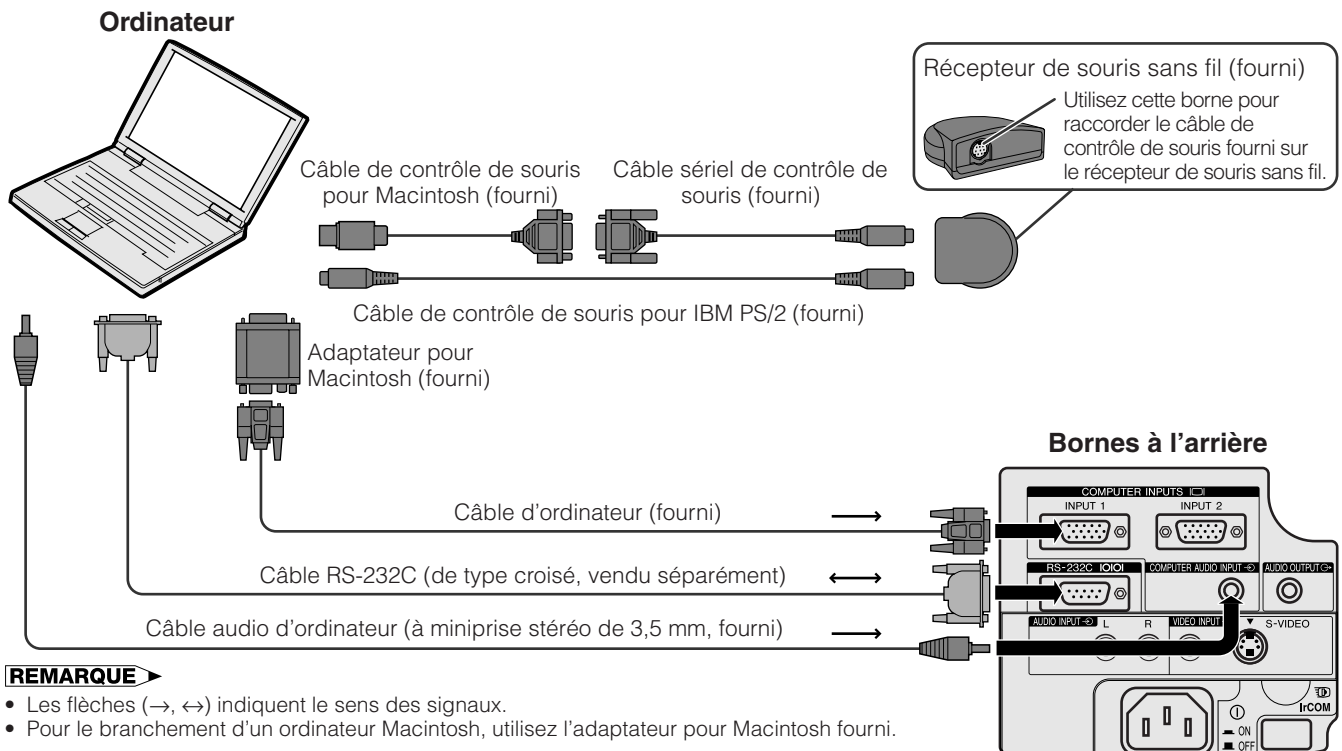 Ordinateur
Récepteur de souris sans fil (fourni)
Utilisez cette borne pour
raccorder le câble de
contrôle de souris fourni sur
le récepteur de souris sans fil.
Câble de contrôle de souris
pour Macintosh (fourni)
Câble sériel de contrôle de
souris (fourni)
Câble de contrôle de souris pour IBM PS/2 (fourni)
Adaptateur pour
Macintosh (fourni)
Bornes à l'arrière
COMPUTER INPUTS
INPUT 1
INPUT 2
Câble d'ordinateur (fourni) →
RS-232C IOIOI
COMPUTER AUDIO INPUT
AUDIO OUTPUT
Câble RS-232C (de type croisé, vendu séparément) ↔
AUDIO INPUT
L
R
VIDEO INPUT
S-VIDEO
Câble audio d'ordinateur (à miniprise stéréo de 3,5 mm, fourni) →
REMARQUE
• Les flèches (→, ↔) indiquent le sens des signaux.
• Pour le branchement d'un ordinateur Macintosh, utilisez l'adaptateur pour Macintosh fourni.
IrCOM
ON
OFF